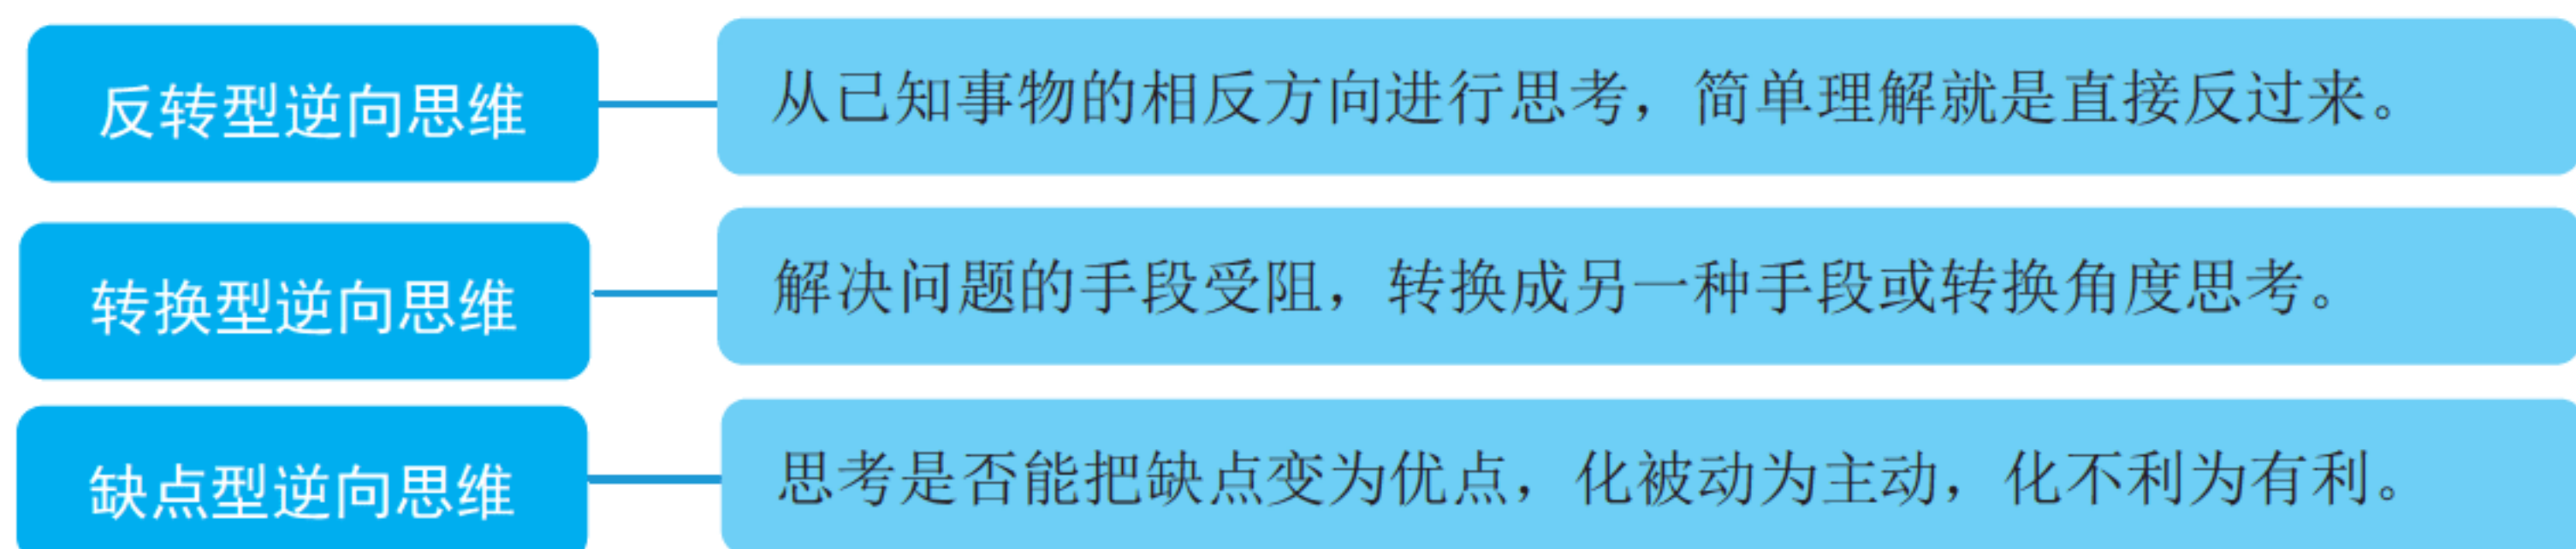 反转型逆向思维
从已知事物的相反方向进行思考，简单理解就是直接反过来。
转换型逆向思维
解决问题的手段受阻，转换成另一种手段或转换角度思考。
缺点型逆向思维
思考是否能把缺点变为优点，化被动为主动，化不利为有利。